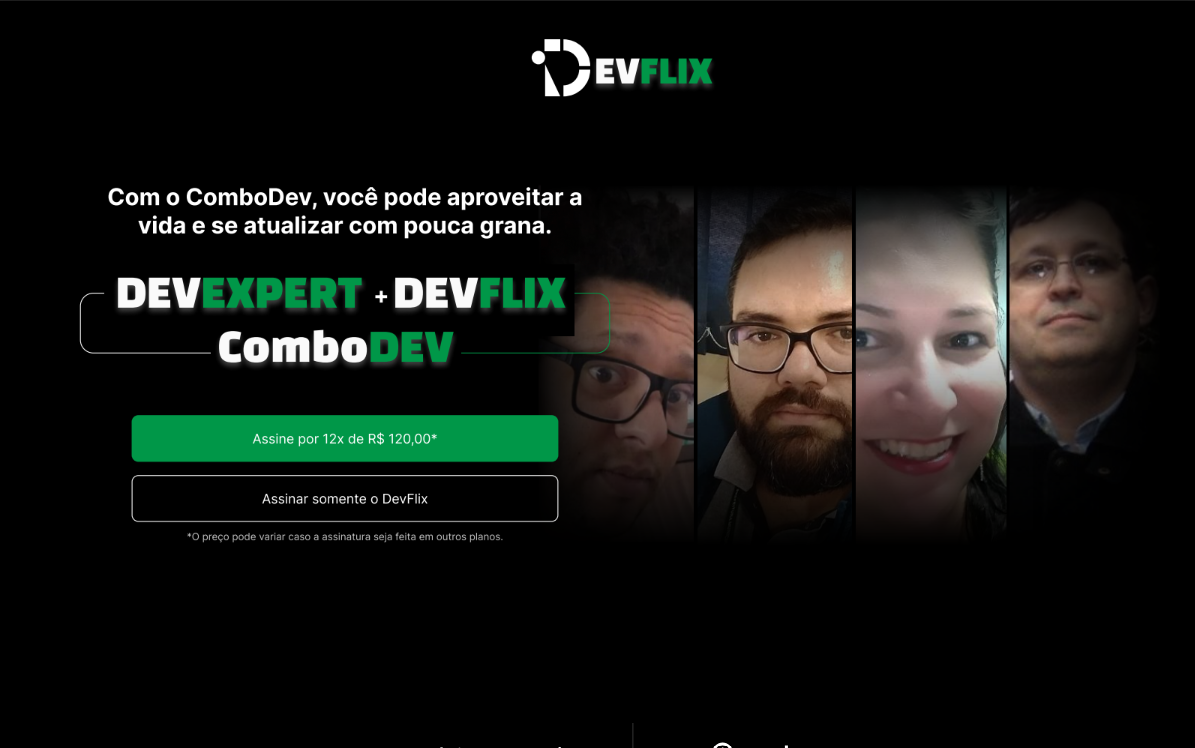 DEVFLIX
Com o ComboDev, você pode aproveitar a
vida e se atualizar com pouca grana.
DEVEXPERT + DEVFLIX
ComboDEV
Assine por 12x de R$ 120,00*
Assinar somente o DevFlix
*O preço pode variar caso a assinatura seja feita em outros planos.